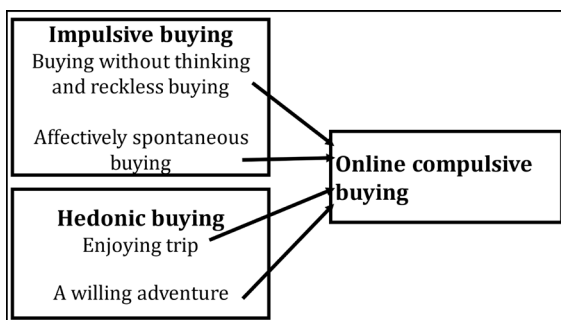 Impulsive buying
Buying without thinking
and reckless buying
Affectively spontaneous
buying
Online compulsive
buying
Hedonic buying
Enjoying trip
A willing adventure